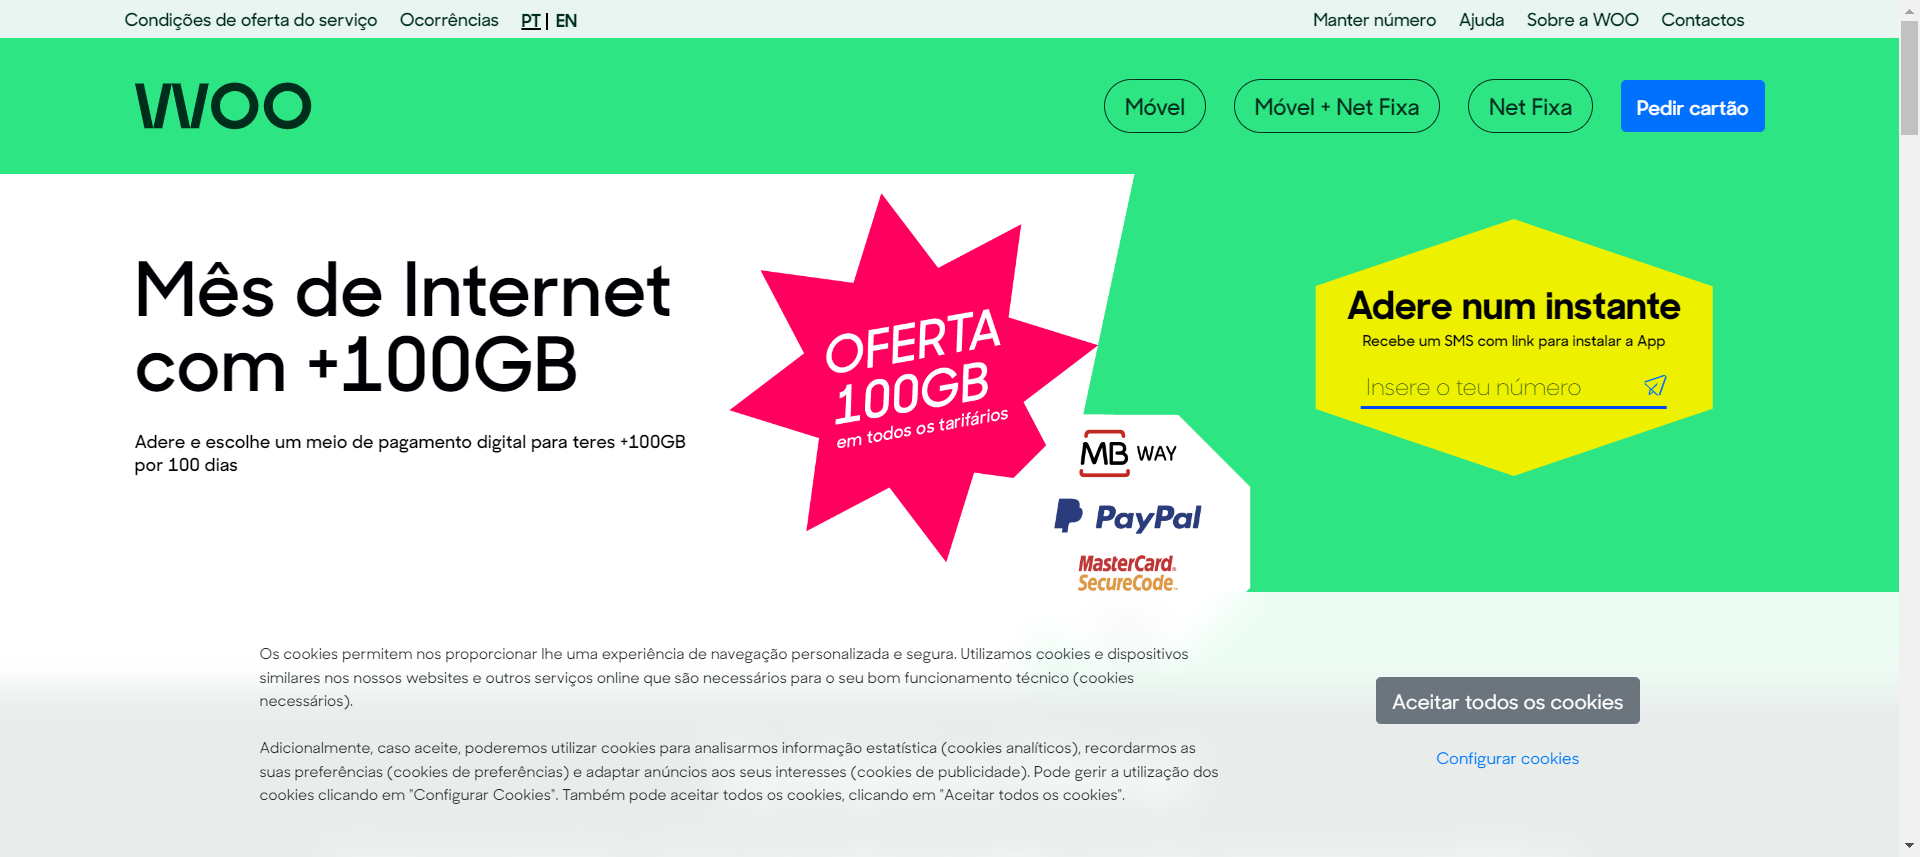 Condições de oferta do serviço Ocorrências PT | EN Manter número Ajuda Sobre a WOO Contactos
WOO Móvel Móvel + Net Fixa Net Fixa Pedir cartão
Mês de Internet
com +100GB
Adere e escolhe um meio de pagamento digital para teres +100GB
por 100 dias
OFERTA
100GB
em todos os tarifários
MB WAY
PayPal
MasterCard
SecureCode
Adere num instante
Recebe um SMS com link para instalar a App
Insere o teu número
Os cookies permitem nos proporcionar lhe uma experiência de navegação personalizada e segura. Utilizamos cookies e dispositivos
similares nos nossos websites e outros serviços online que são necessários para o seu bom funcionamento técnico (cookies
necessários).
Adicionalmente, caso aceite, poderemos utilizar cookies para analisarmos informação estatística (cookies analíticos), recordarmos as
suas preferências (cookies de preferências) e adaptar anúncios aos seus interesses (cookies de publicidade). Pode gerir a utilização dos
cookies clicando em "Configurar Cookies". Também pode aceitar todos os cookies, clicando em "Aceitar todos os cookies".
Aceitar todos os cookies
Configurar cookies